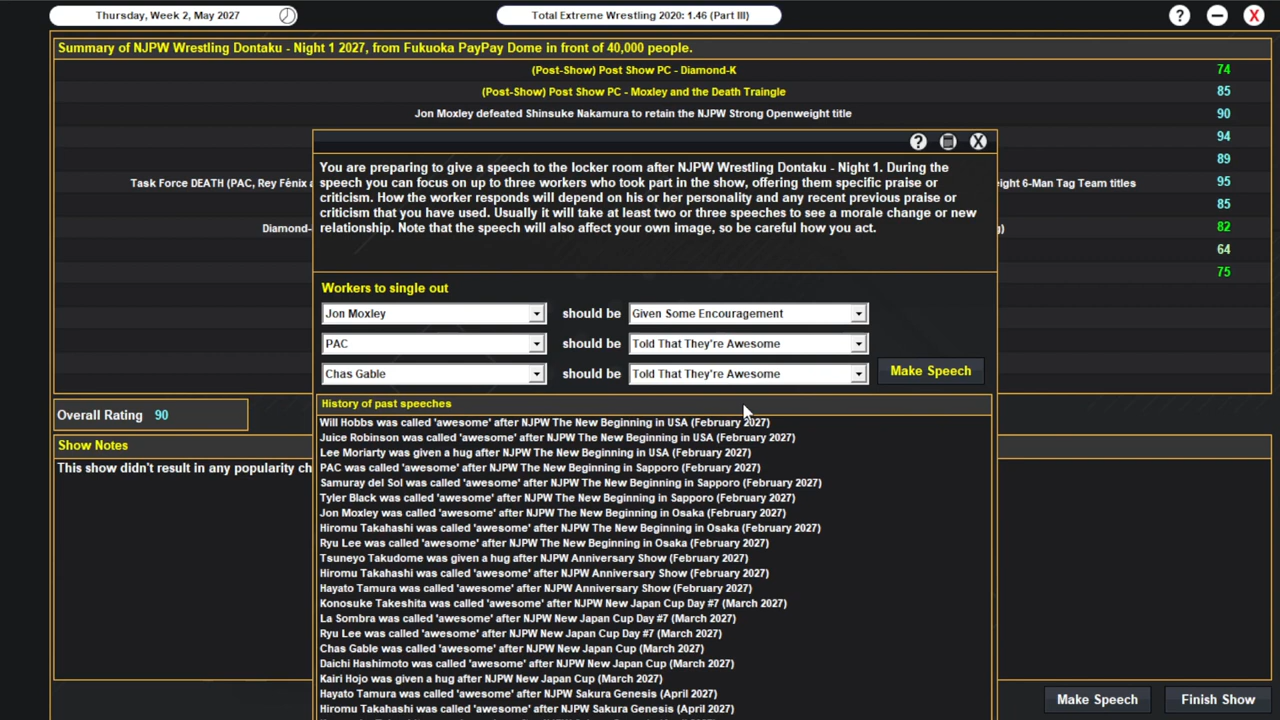 Thursday, Week 2, May 2027
Total Extreme Wrestling 2020: 1.46 (Part III)
? X
Summary of NJPW Wrestling Dontaku - Night 1 2027, from Fukuoka PayPay Dome in front of 40,000 people.
(Post-Show) Post Show PC - Diamond-K 74
(Post-Show) Post Show PC - Moxley and the Death Traingle 85
Jon Moxley defeated Shinsuke Nakamura to retain the NJPW Strong Openweight title 90
94
89
Task Force DEATH (PAC, Rey Fénix a
eight 6-Man Tag Team titles 95
85
Diamond-
g) 82
64
75
? X
You are preparing to give a speech to the locker room after NJPW Wrestling Dontaku - Night 1. During the
speech you can focus on up to three workers who took part in the show, offering them specific praise or
criticism. How the worker responds will depend on his or her personality and any recent previous praise or
criticism that you have used. Usually it will take at least two or three speeches to see a morale change or new
relationship. Note that the speech will also affect your own image, so be careful how you act.
Workers to single out
Jon Moxley should be Given Some Encouragement
PAC should be Told That They're Awesome
Chas Gable should be Told That They're Awesome
Make Speech
History of past speeches
Will Hobbs was called 'awesome' after NJPW The New Beginning in USA (February 2027)
Juice Robinson was called 'awesome' after NJPW The New Beginning in USA (February 2027)
Lee Moriarty was given a hug after NJPW The New Beginning in USA (February 2027)
PAC was called 'awesome' after NJPW The New Beginning in Sapporo (February 2027)
Samuray del Sol was called 'awesome' after NJPW The New Beginning in Sapporo (February 2027)
Tyler Black was called 'awesome' after NJPW The New Beginning in Sapporo (February 2027)
Jon Moxley was called 'awesome' after NJPW The New Beginning in Osaka (February 2027)
Hiromu Takahashi was called 'awesome' after NJPW The New Beginning in Osaka (February 2027)
Ryu Lee was called 'awesome' after NJPW The New Beginning in Osaka (February 2027)
Tsuneyo Takudome was given a hug after NJPW Anniversary Show (February 2027)
Hiromu Takahashi was called 'awesome' after NJPW Anniversary Show (February 2027)
Hayato Tamura was called 'awesome' after NJPW Anniversary Show (February 2027)
Konosuke Takeshita was called 'awesome' after NJPW New Japan Cup Day #7 (March 2027)
La Sombra was called 'awesome' after NJPW New Japan Cup Day #7 (March 2027)
Ryu Lee was called 'awesome' after NJPW New Japan Cup Day #7 (March 2027)
Chas Gable was called 'awesome' after NJPW New Japan Cup (March 2027)
Daichi Hashimoto was called 'awesome' after NJPW New Japan Cup (March 2027)
Kairi Hojo was given a hug after NJPW New Japan Cup (March 2027)
Hayato Tamura was called 'awesome' after NJPW Sakura Genesis (April 2027)
Hiromu Takahashi was called 'awesome' after NJPW Sakura Genesis (April 2027)
Overall Rating 90
Show Notes
This show didn't result in any popularity ch
Make Speech
Finish Show